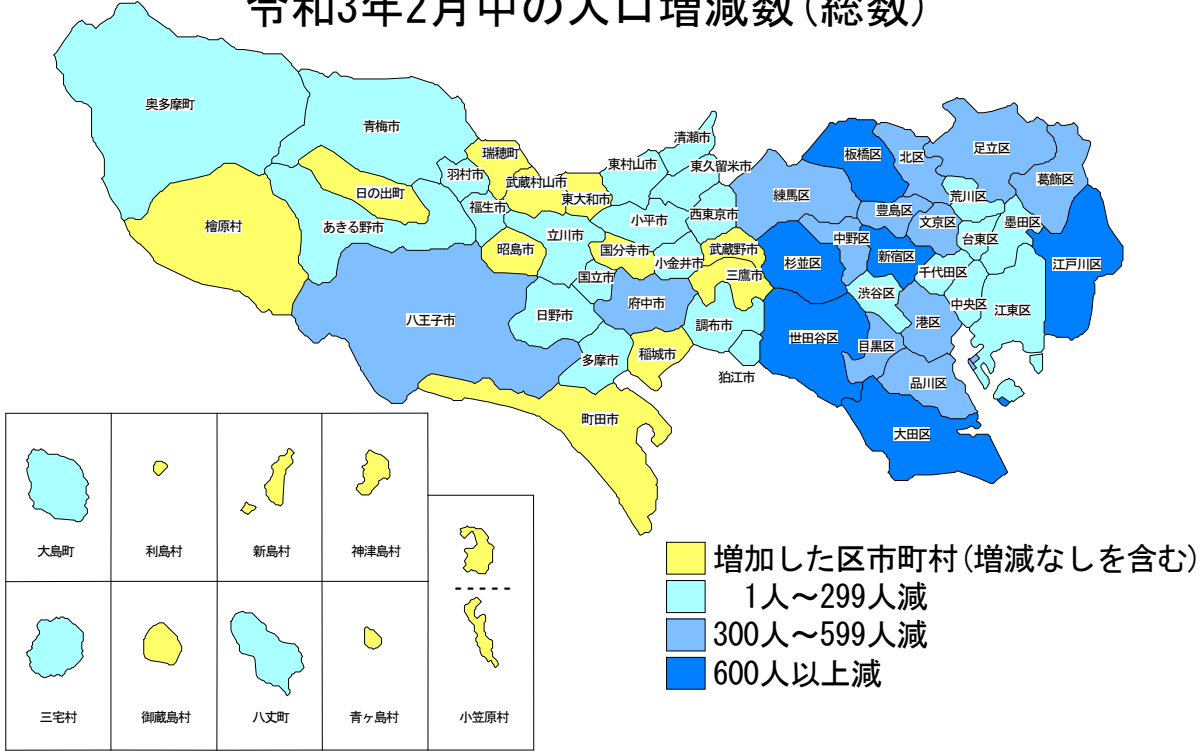 令和3年2月中の人口増減数(総数)
奥多摩町
青梅市
瑞穂町
清瀬市
東村山市
東久留米市
板橋区
北区
足立区
葛飾区
羽村市
武蔵村山市
東大和市
日の出町
檜原村
あきる野市
福生市
小平市
西東京市
練馬区
豊島区
文京区
荒川区
墨田区
台東区
昭島市
立川市
国分寺市
小金井市
武蔵野市
三鷹市
杉並区
中野区
新宿区
千代田区
江戸川区
国立市
渋谷区
中央区
江東区
八王子市
日野市
府中市
調布市
世田谷区
港区
目黒区
多摩市
稲城市
狛江市
品川区
町田市
大田区
大島町
利島村
新島村
神津島村
三宅村
御蔵島村
八丈町
青ヶ島村
小笠原村
増加した区市町村(増減なしを含む)
1人～299人減
300人～599人減
600人以上減